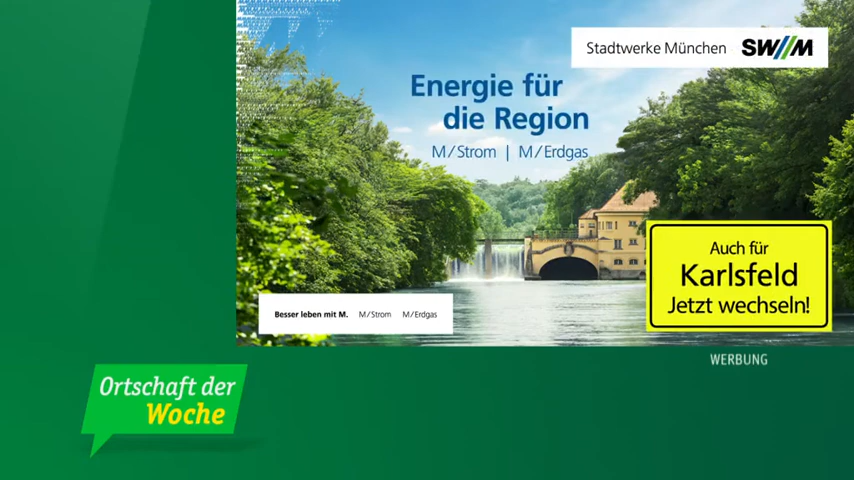 Stadtwerke München SW//M
Energie für
die Region
M/Strom | M/Erdgas
Auch für
Karlsfeld
Jetzt wechseln!
Besser leben mit M. M/Strom M/Erdgas
WERBUNG
Ortschaft der
Woche